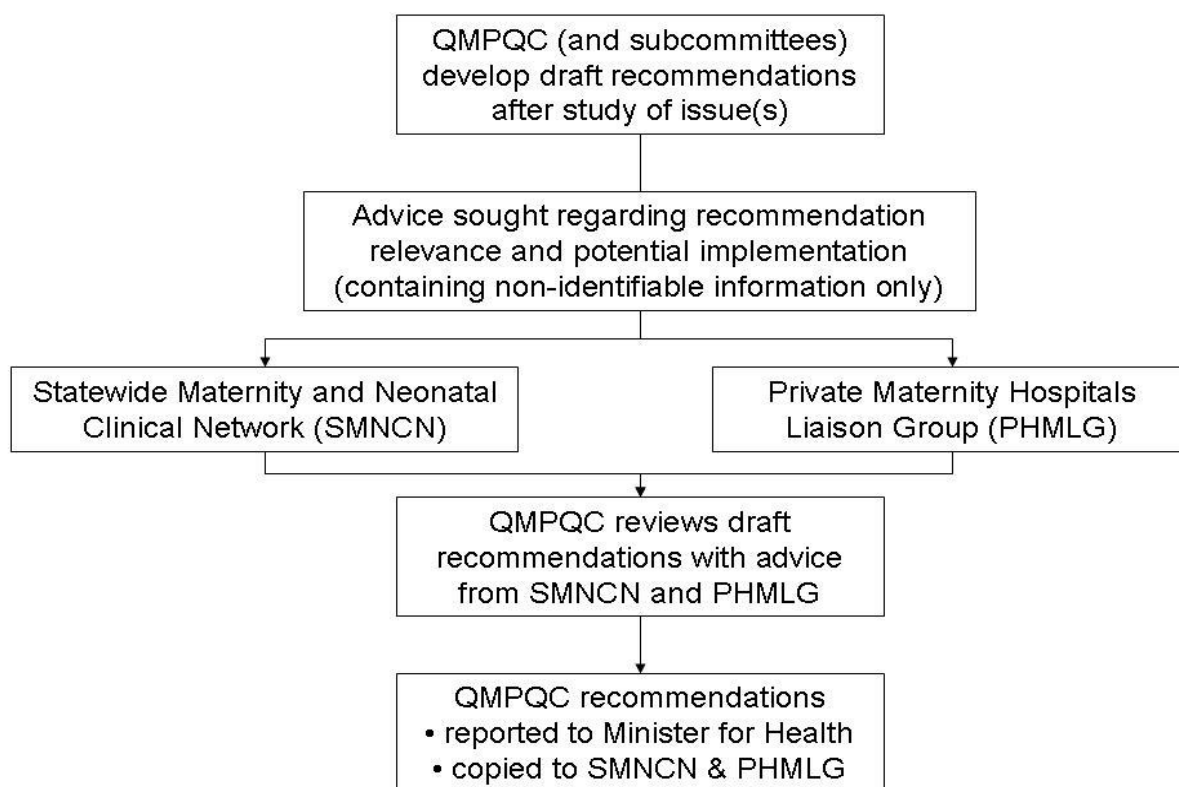 QMPQC (and subcommittees)
develop draft recommendations
after study of issue(s)
Advice sought regarding recommendation
relevance and potential implementation
(containing non-identifiable information only)
Statewide Maternity and Neonatal
Clinical Network (SMNCN)
Private Maternity Hospitals
Liaison Group (PHMLG)
QMPQC reviews draft
recommendations with advice
from SMNCN and PHMLG
QMPQC recommendations
• reported to Minister for Health
• copied to SMNCN & PHMLG